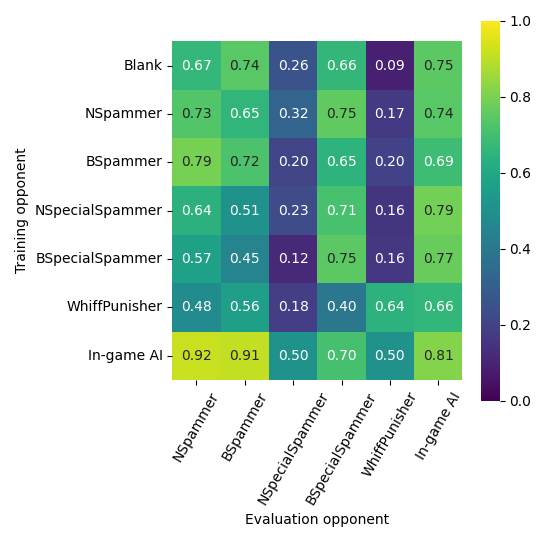 Training opponent
Blank 0.67 0.74 0.26 0.66 0.09 0.75
NSpammer 0.73 0.65 0.32 0.75 0.17 0.74
BSpammer 0.79 0.72 0.20 0.65 0.20 0.69
NSpecialSpammer 0.64 0.51 0.23 0.71 0.16 0.79
BSpecialSpammer 0.57 0.45 0.12 0.75 0.16 0.77
WhiffPunisher 0.48 0.56 0.18 0.40 0.64 0.66
In-game AI 0.92 0.91 0.50 0.70 0.50 0.81
NSpammer
BSpammer
NSpecialSpammer
BSpecialSpammer
WhiffPunisher
In-game AI
Evaluation opponent
1.0
0.8
0.6
0.4
0.2
0.0